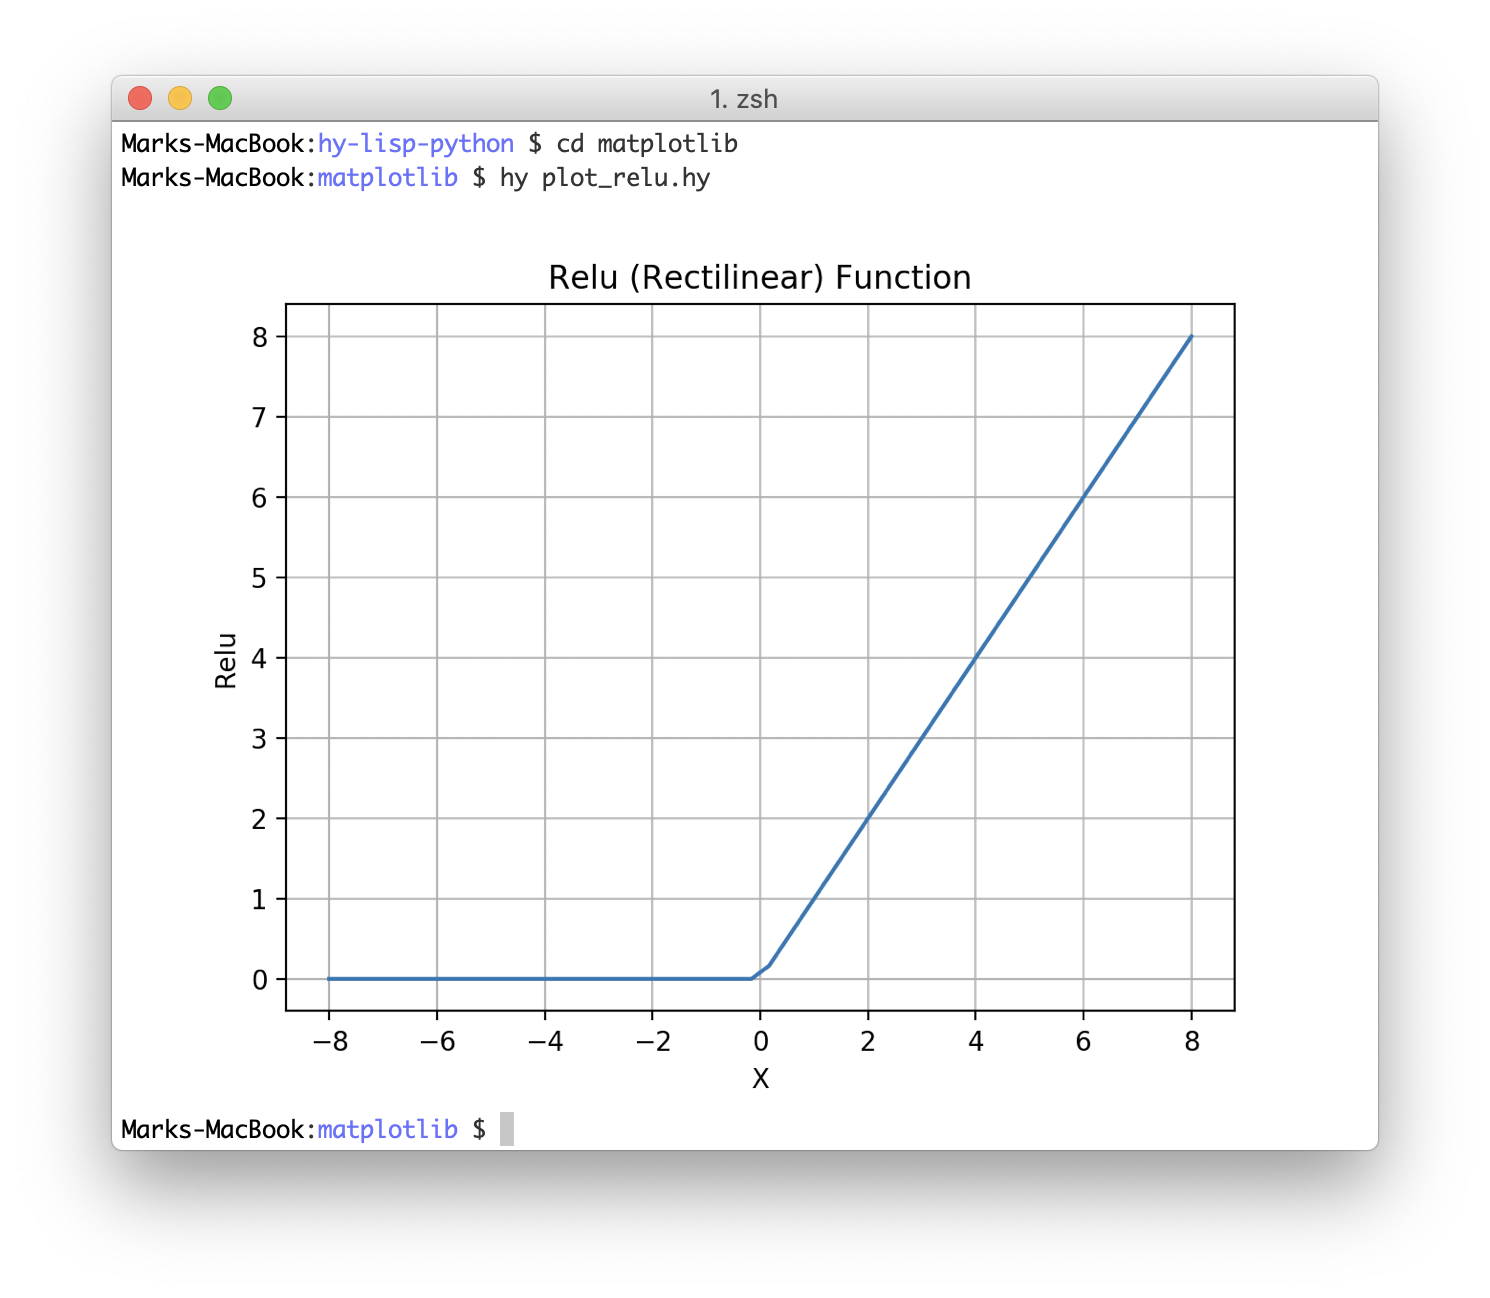 1. zsh
Marks-MacBook:hy-lisp-python $ cd matplotlib
Marks-MacBook:matplotlib $ hy plot_relu.hy
Relu (Rectilinear) Function
8
7
6
5
4
3
2
1
0
Relu
−8 −6 −4 −2 0 2 4 6 8
X
Marks-MacBook:matplotlib $